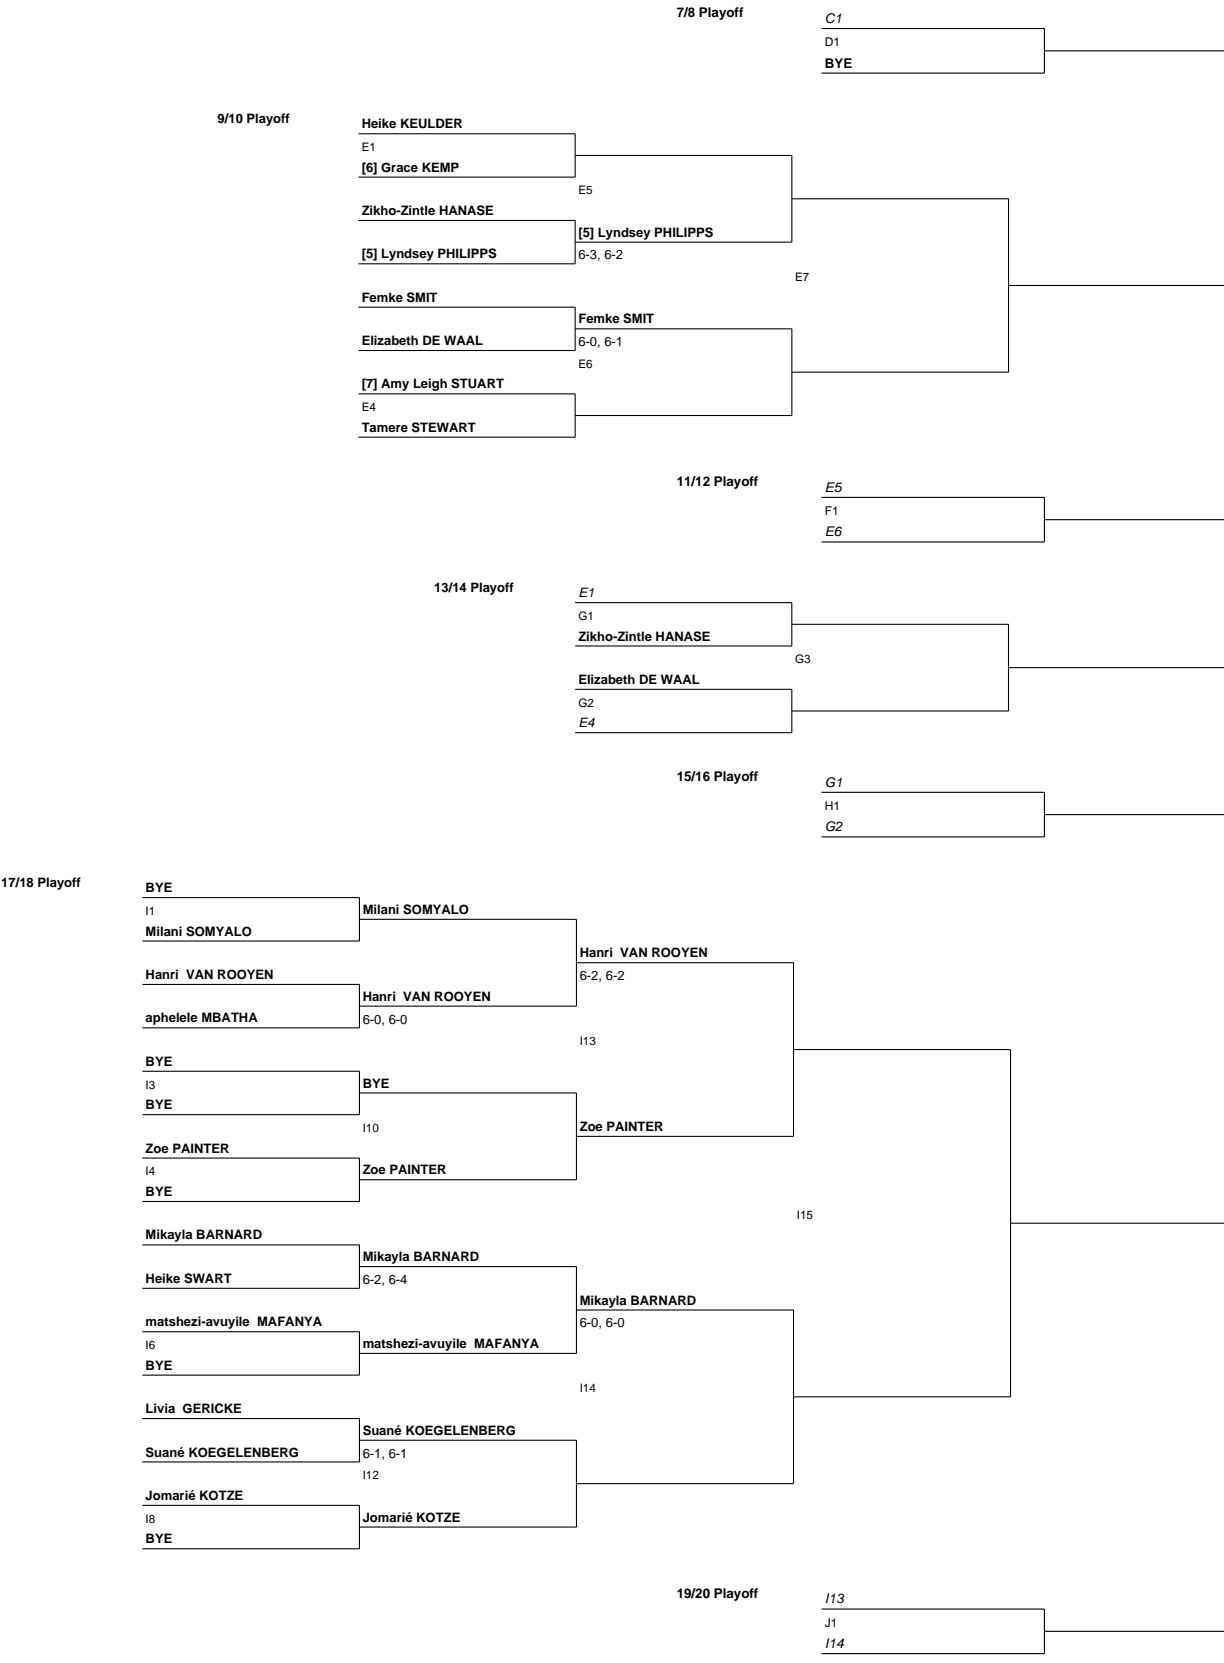 7/8 Playoff
C1
D1
BYE
9/10 Playoff
Heike KEULDER
E1
[6] Grace KEMP
E5
Zikho-Zintle HANASE
[5] Lyndsey PHILIPPS
[5] Lyndsey PHILIPPS
6-3, 6-2
E7
Femke SMIT
Femke SMIT
Elizabeth DE WAAL
6-0, 6-1
E6
[7] Amy Leigh STUART
E4
Tamere STEWART
11/12 Playoff
E5
F1
E6
13/14 Playoff
E1
G1
Zikho-Zintle HANASE
G3
Elizabeth DE WAAL
G2
E4
15/16 Playoff
G1
H1
G2
17/18 Playoff
BYE
I1
Milani SOMYALO
Milani SOMYALO
Hanri VAN ROOYEN
6-2, 6-2
Hanri VAN ROOYEN
Hanri VAN ROOYEN
aphelele MBATHA
6-0, 6-0
I13
BYE
I3
BYE
BYE
I10
Zoe PAINTER
Zoe PAINTER
I4
Zoe PAINTER
BYE
I15
Mikayla BARNARD
Mikayla BARNARD
Heike SWART
6-2, 6-4
Mikayla BARNARD
6-0, 6-0
matshezi-avuyile MAFANYA
I6
matshezi-avuyile MAFANYA
BYE
I14
Livia GERICKE
Suané KOEGELENBERG
Suané KOEGELENBERG
6-1, 6-1
I12
Jomarié KOTZE
I8
Jomarié KOTZE
BYE
19/20 Playoff
I13
J1
I14